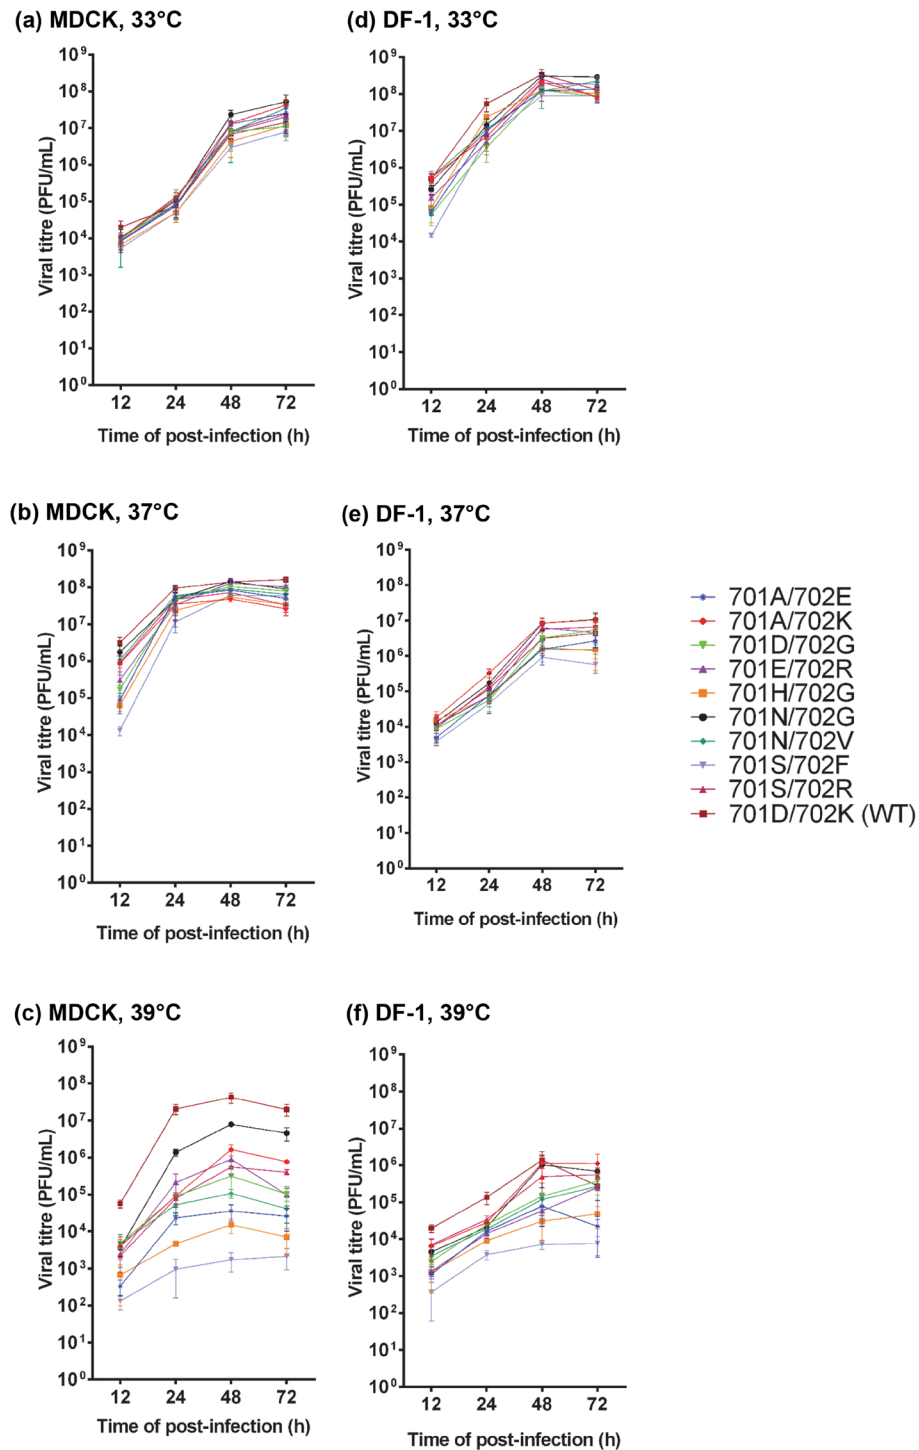 (a) MDCK, 33°C
10⁹
10⁸
10⁷
10⁶
10⁵
10⁴
10³
10²
10¹
10⁰
Viral titre (PFU/mL)
12 24 48 72
Time of post-infection (h)
(d) DF-1, 33°C
10⁹
10⁸
10⁷
10⁶
10⁵
10⁴
10³
10²
10¹
10⁰
Viral titre (PFU/mL)
12 24 48 72
Time of post-infection (h)
(b) MDCK, 37°C
10⁹
10⁸
10⁷
10⁶
10⁵
10⁴
10³
10²
10¹
10⁰
Viral titre (PFU/mL)
12 24 48 72
Time of post-infection (h)
(e) DF-1, 37°C
10⁹
10⁸
10⁷
10⁶
10⁵
10⁴
10³
10²
10¹
10⁰
Viral titre (PFU/mL)
12 24 48 72
Time of post-infection (h)
701A/702E
701A/702K
701D/702G
701E/702R
701H/702G
701N/702G
701N/702V
701S/702F
701S/702R
701D/702K (WT)
(c) MDCK, 39°C
10⁹
10⁸
10⁷
10⁶
10⁵
10⁴
10³
10²
10¹
10⁰
Viral titre (PFU/mL)
12 24 48 72
Time of post-infection (h)
(f) DF-1, 39°C
10⁹
10⁸
10⁷
10⁶
10⁵
10⁴
10³
10²
10¹
10⁰
Viral titre (PFU/mL)
12 24 48 72
Time of post-infection (h)